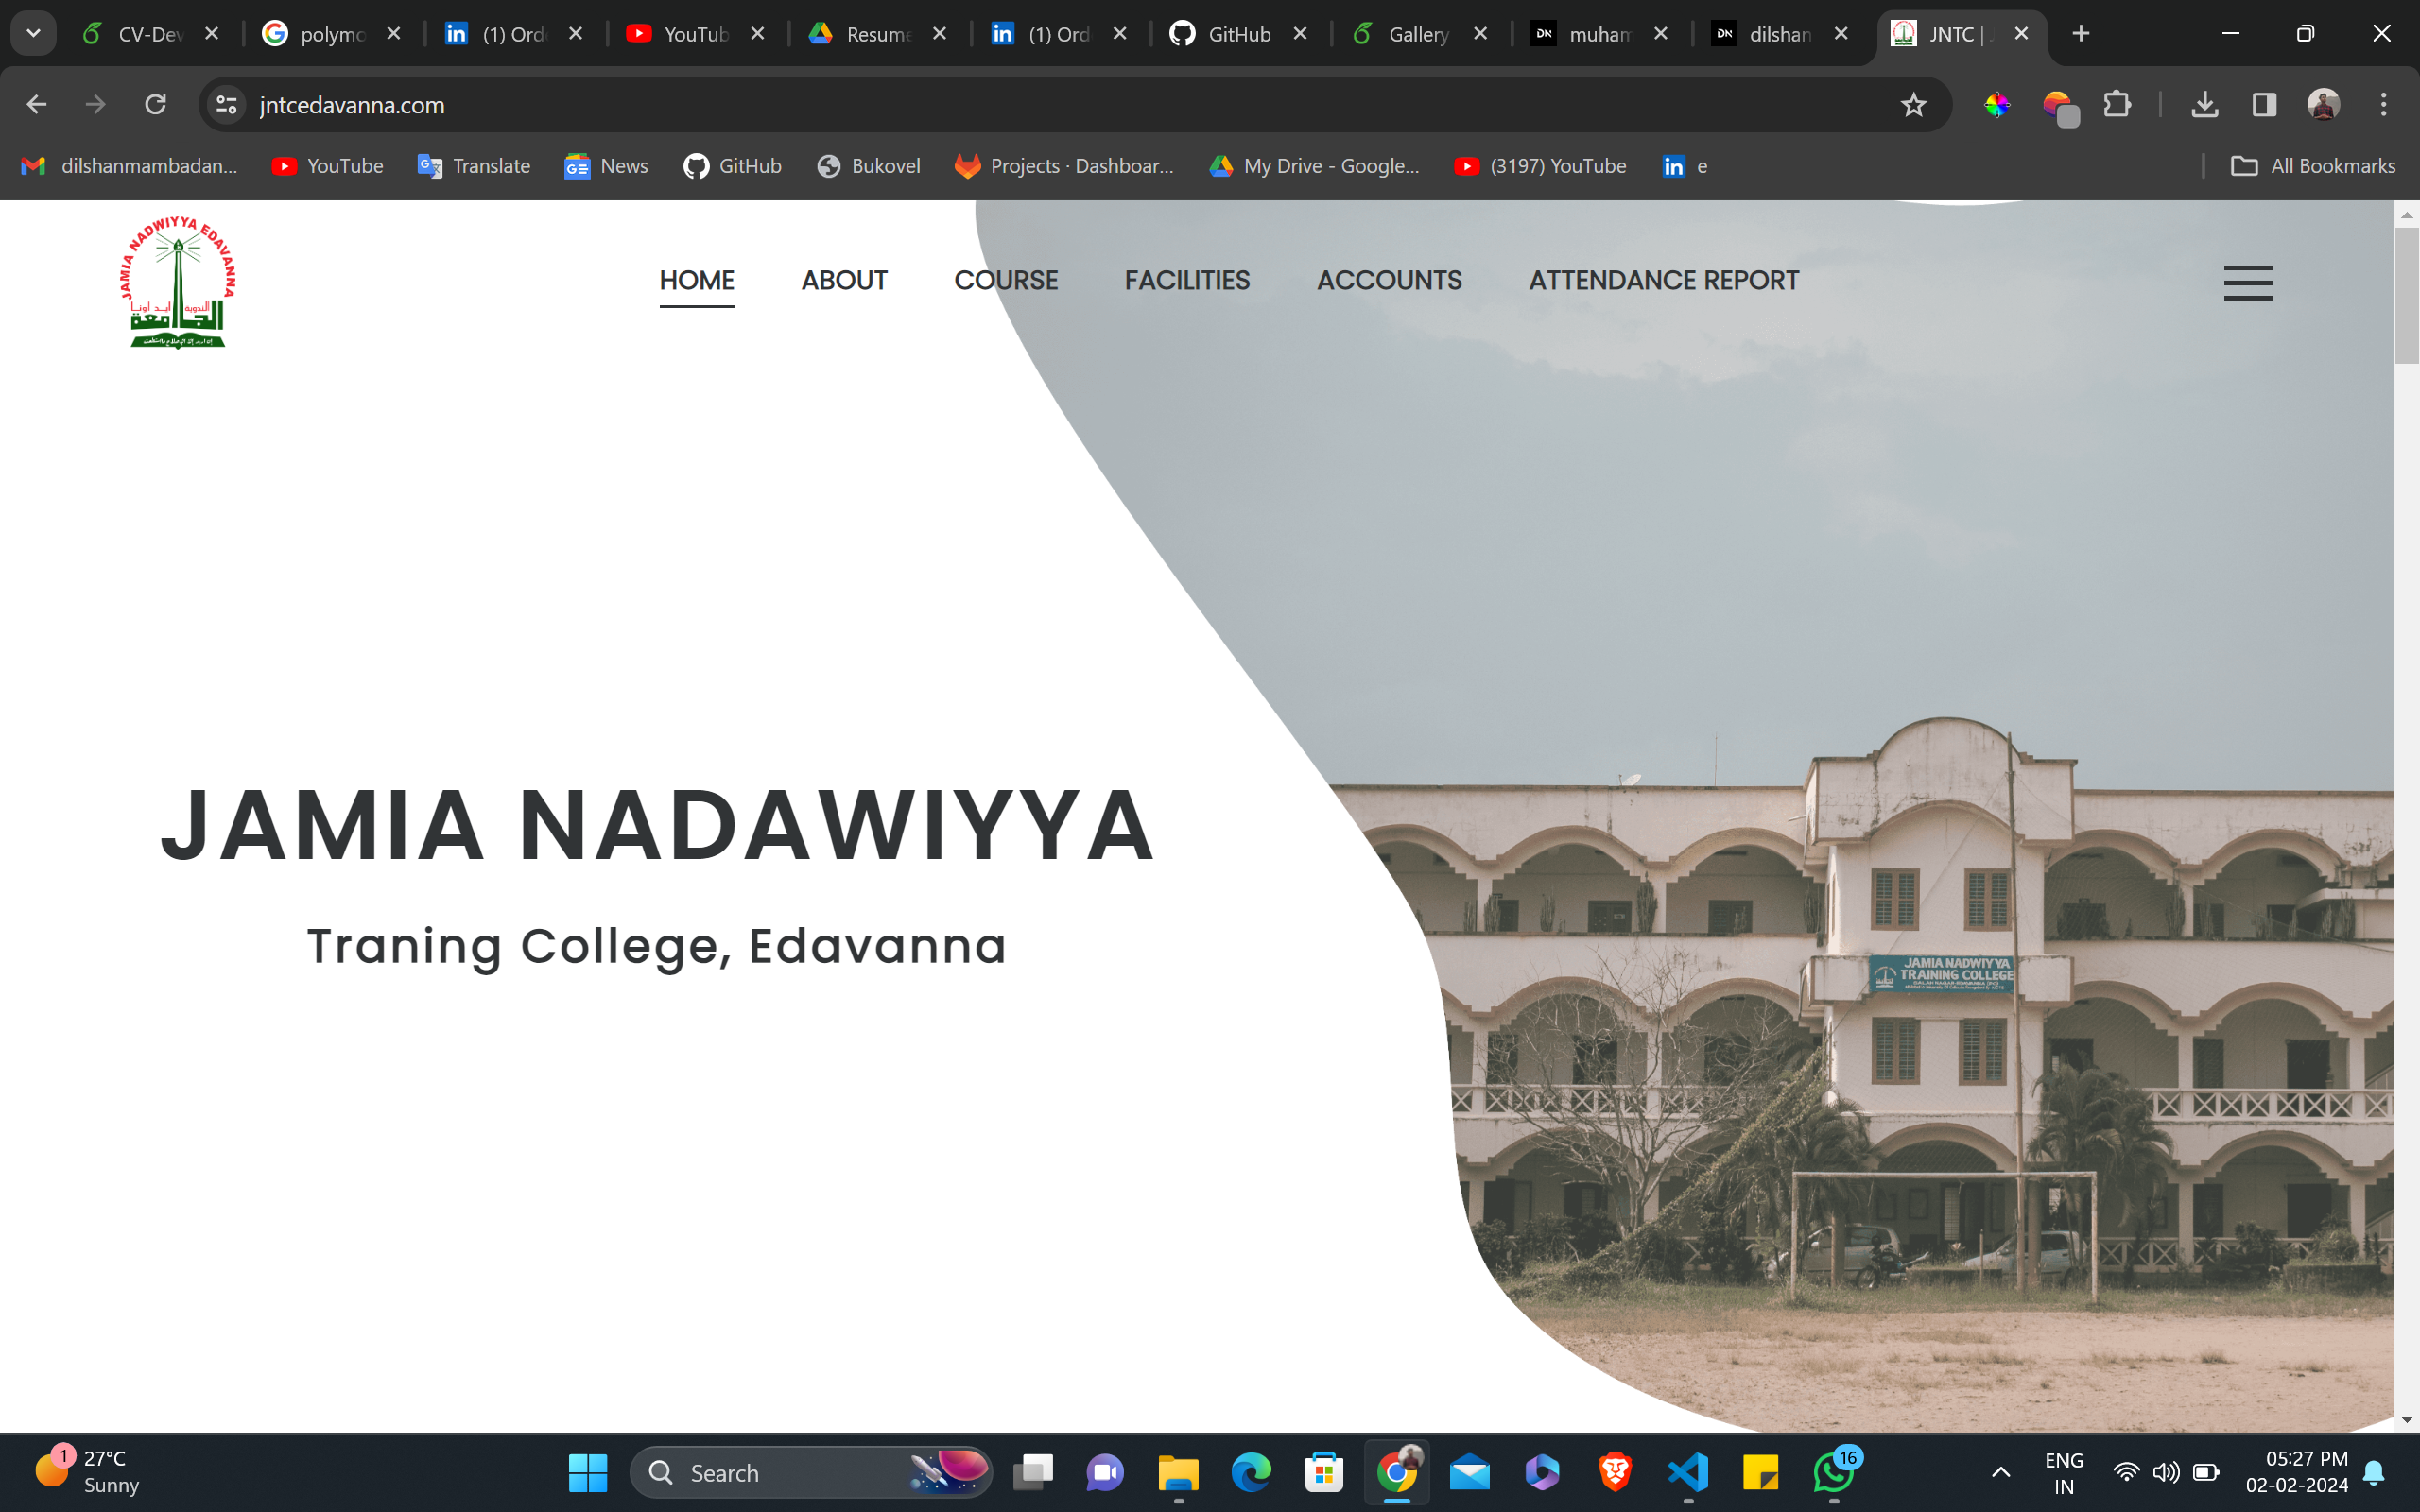 CV-Dev
polymo
(1) Ord
YouTub
Resume
(1) Ord
GitHub
Gallery
muham
dilshan
JNTC |
jntcedavanna.com
dilshanmambadan...
YouTube
Translate
News
GitHub
Bukovel
Projects · Dashboar...
My Drive - Google...
(3197) YouTube
e
All Bookmarks
JAMIA NADWIYYA EDAVANNA
الجامعة
HOME
ABOUT
COURSE
FACILITIES
ACCOUNTS
ATTENDANCE REPORT
JAMIA NADAWIYYA
Traning College, Edavanna
JAMIA NADWIYYA
TRAINING COLLEGE
1
27°C
Sunny
Search
16
ENG
IN
05:27 PM
02-02-2024